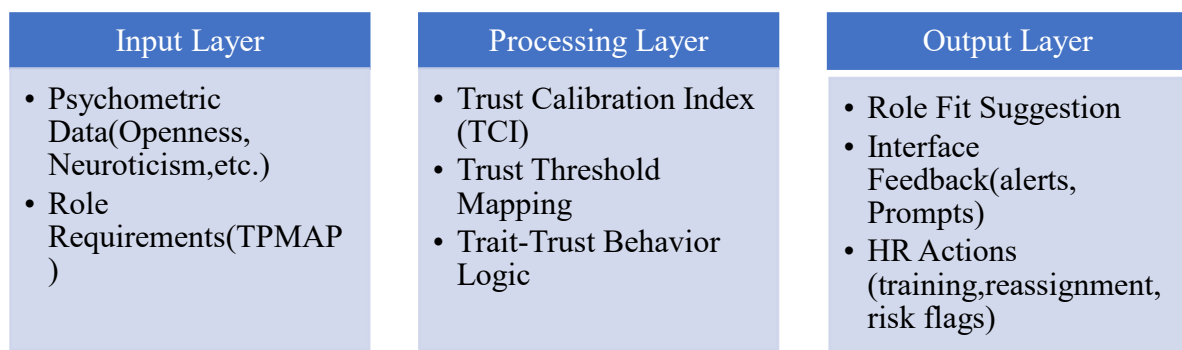 Input Layer
• Psychometric
Data(Openness,
Neuroticism,etc.)
• Role
Requirements(TPMAP
)
Processing Layer
• Trust Calibration Index
(TCI)
• Trust Threshold
Mapping
• Trait-Trust Behavior
Logic
Output Layer
• Role Fit Suggestion
• Interface
Feedback(alerts,
Prompts)
• HR Actions
(training,reassignment,
risk flags)